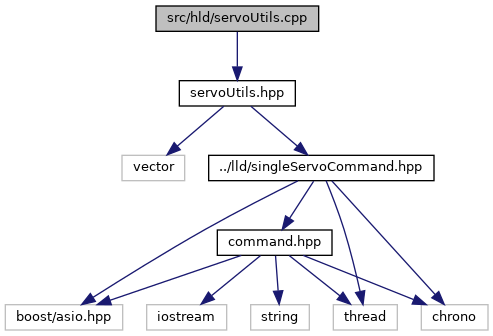 src/hld/servoUtils.cpp
servoUtils.hpp
vector
../lld/singleServoCommand.hpp
command.hpp
boost/asio.hpp
iostream
string
thread
chrono